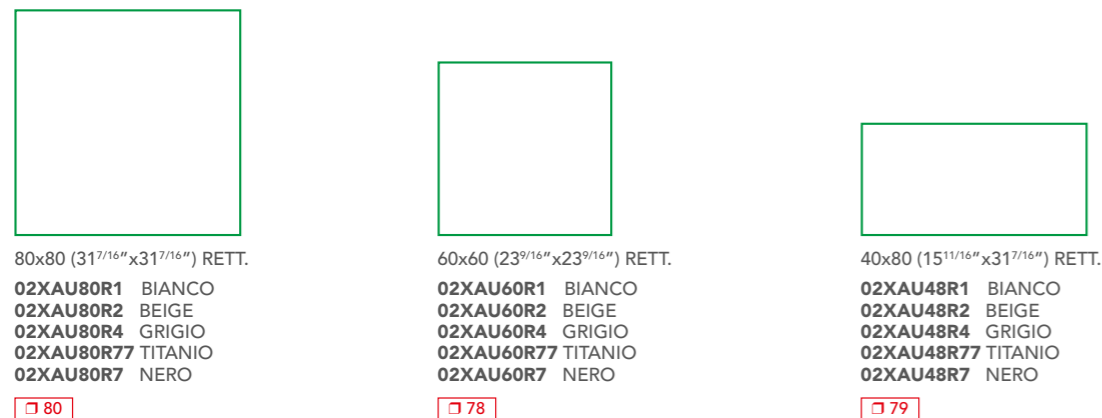 80x80 (31 7/16"x31 7/16") RETT.
02XAU80R1 BIANCO
02XAU80R2 BEIGE
02XAU80R4 GRIGIO
02XAU80R77 TITANIO
02XAU80R7 NERO
❐ 80
60x60 (23 9/16"x23 9/16") RETT.
02XAU60R1 BIANCO
02XAU60R2 BEIGE
02XAU60R4 GRIGIO
02XAU60R77 TITANIO
02XAU60R7 NERO
❐ 78
40x80 (15 11/16"x31 7/16") RETT.
02XAU48R1 BIANCO
02XAU48R2 BEIGE
02XAU48R4 GRIGIO
02XAU48R77 TITANIO
02XAU48R7 NERO
❐ 79